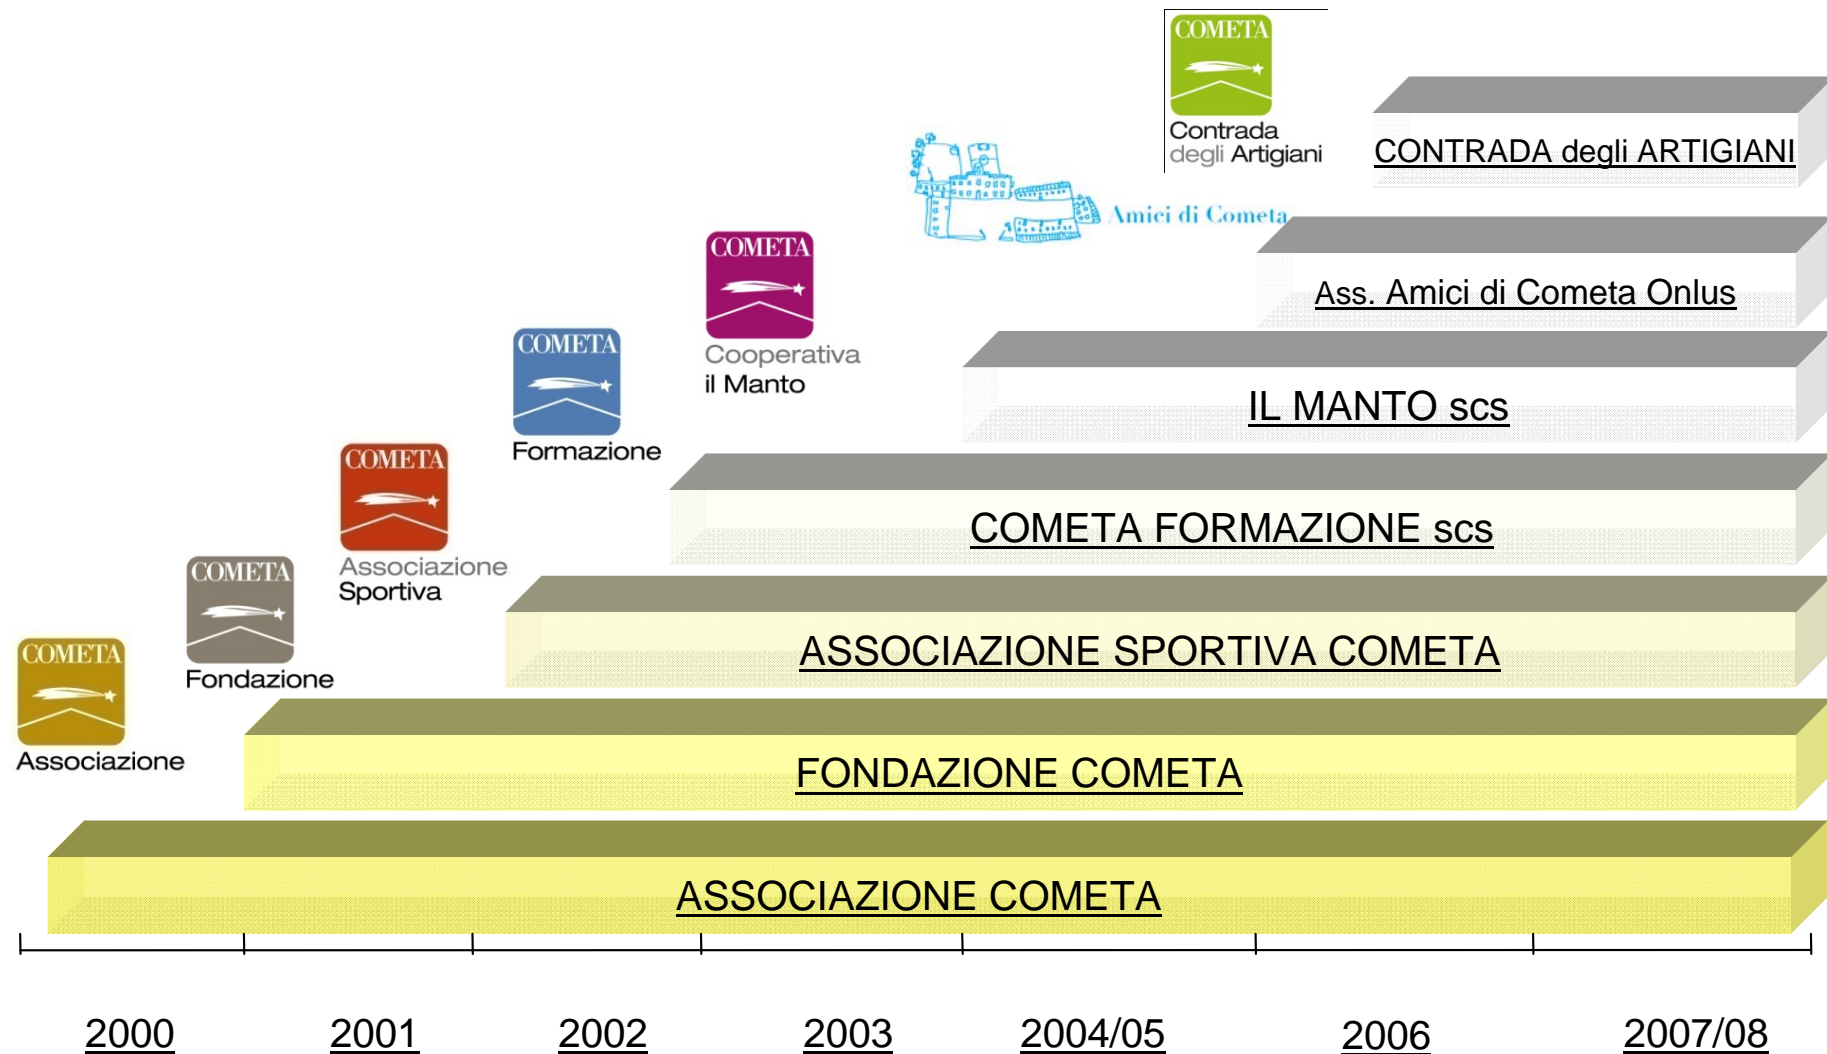 COMETA
Contrada
degli Artigiani
CONTRADA degli ARTIGIANI
Amici di Cometa
Ass. Amici di Cometa Onlus
COMETA
Cooperativa
il Manto
IL MANTO scs
COMETA
Formazione
COMETA FORMAZIONE scs
COMETA
Associazione
Sportiva
ASSOCIAZIONE SPORTIVA COMETA
COMETA
Fondazione
FONDAZIONE COMETA
COMETA
Associazione
ASSOCIAZIONE COMETA
2000 2001 2002 2003 2004/05 2006 2007/08